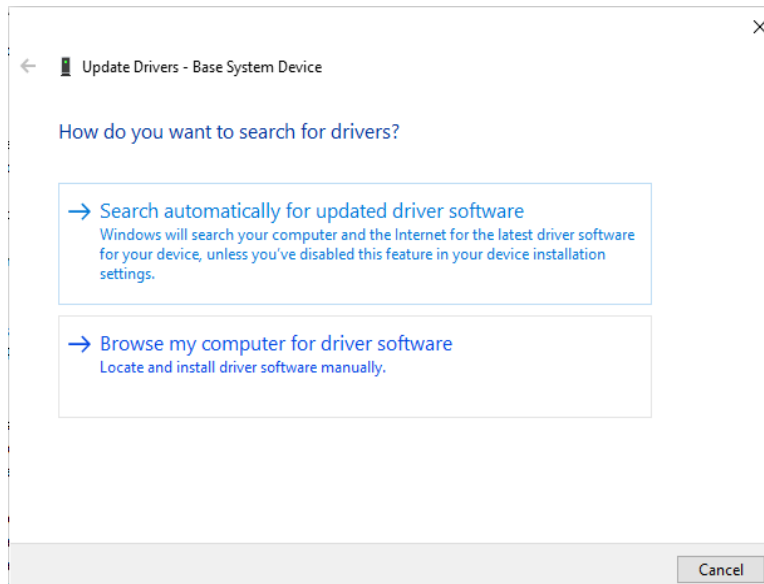 Update Drivers - Base System Device
How do you want to search for drivers?
Search automatically for updated driver software
Windows will search your computer and the Internet for the latest driver software
for your device, unless you've disabled this feature in your device installation
settings.
Browse my computer for driver software
Locate and install driver software manually.
Cancel